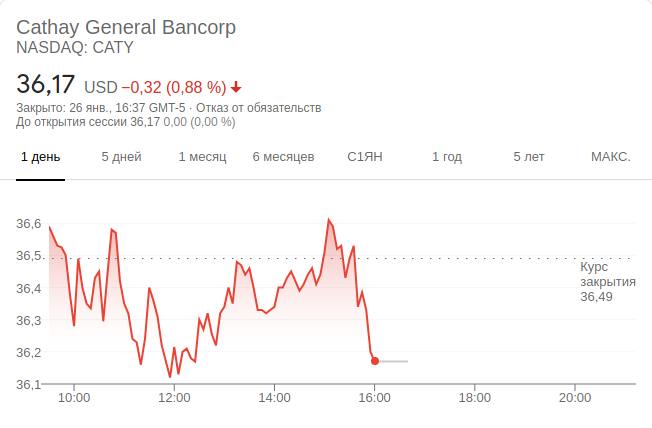 Cathay General Bancorp
NASDAQ: CATY
36,17 USD −0,32 (0,88 %)
Закрыто: 26 янв., 16:37 GMT-5 · Отказ от обязательств
До открытия сессии 36,17 0,00 (0,00 %)
1 день 5 дней 1 месяц 6 месяцев С1ЯН 1 год 5 лет МАКС.
36,6
36,5
Курс
закрытия
36,49
36,4
36,3
36,2
36,1
10:00 12:00 14:00 16:00 18:00 20:00